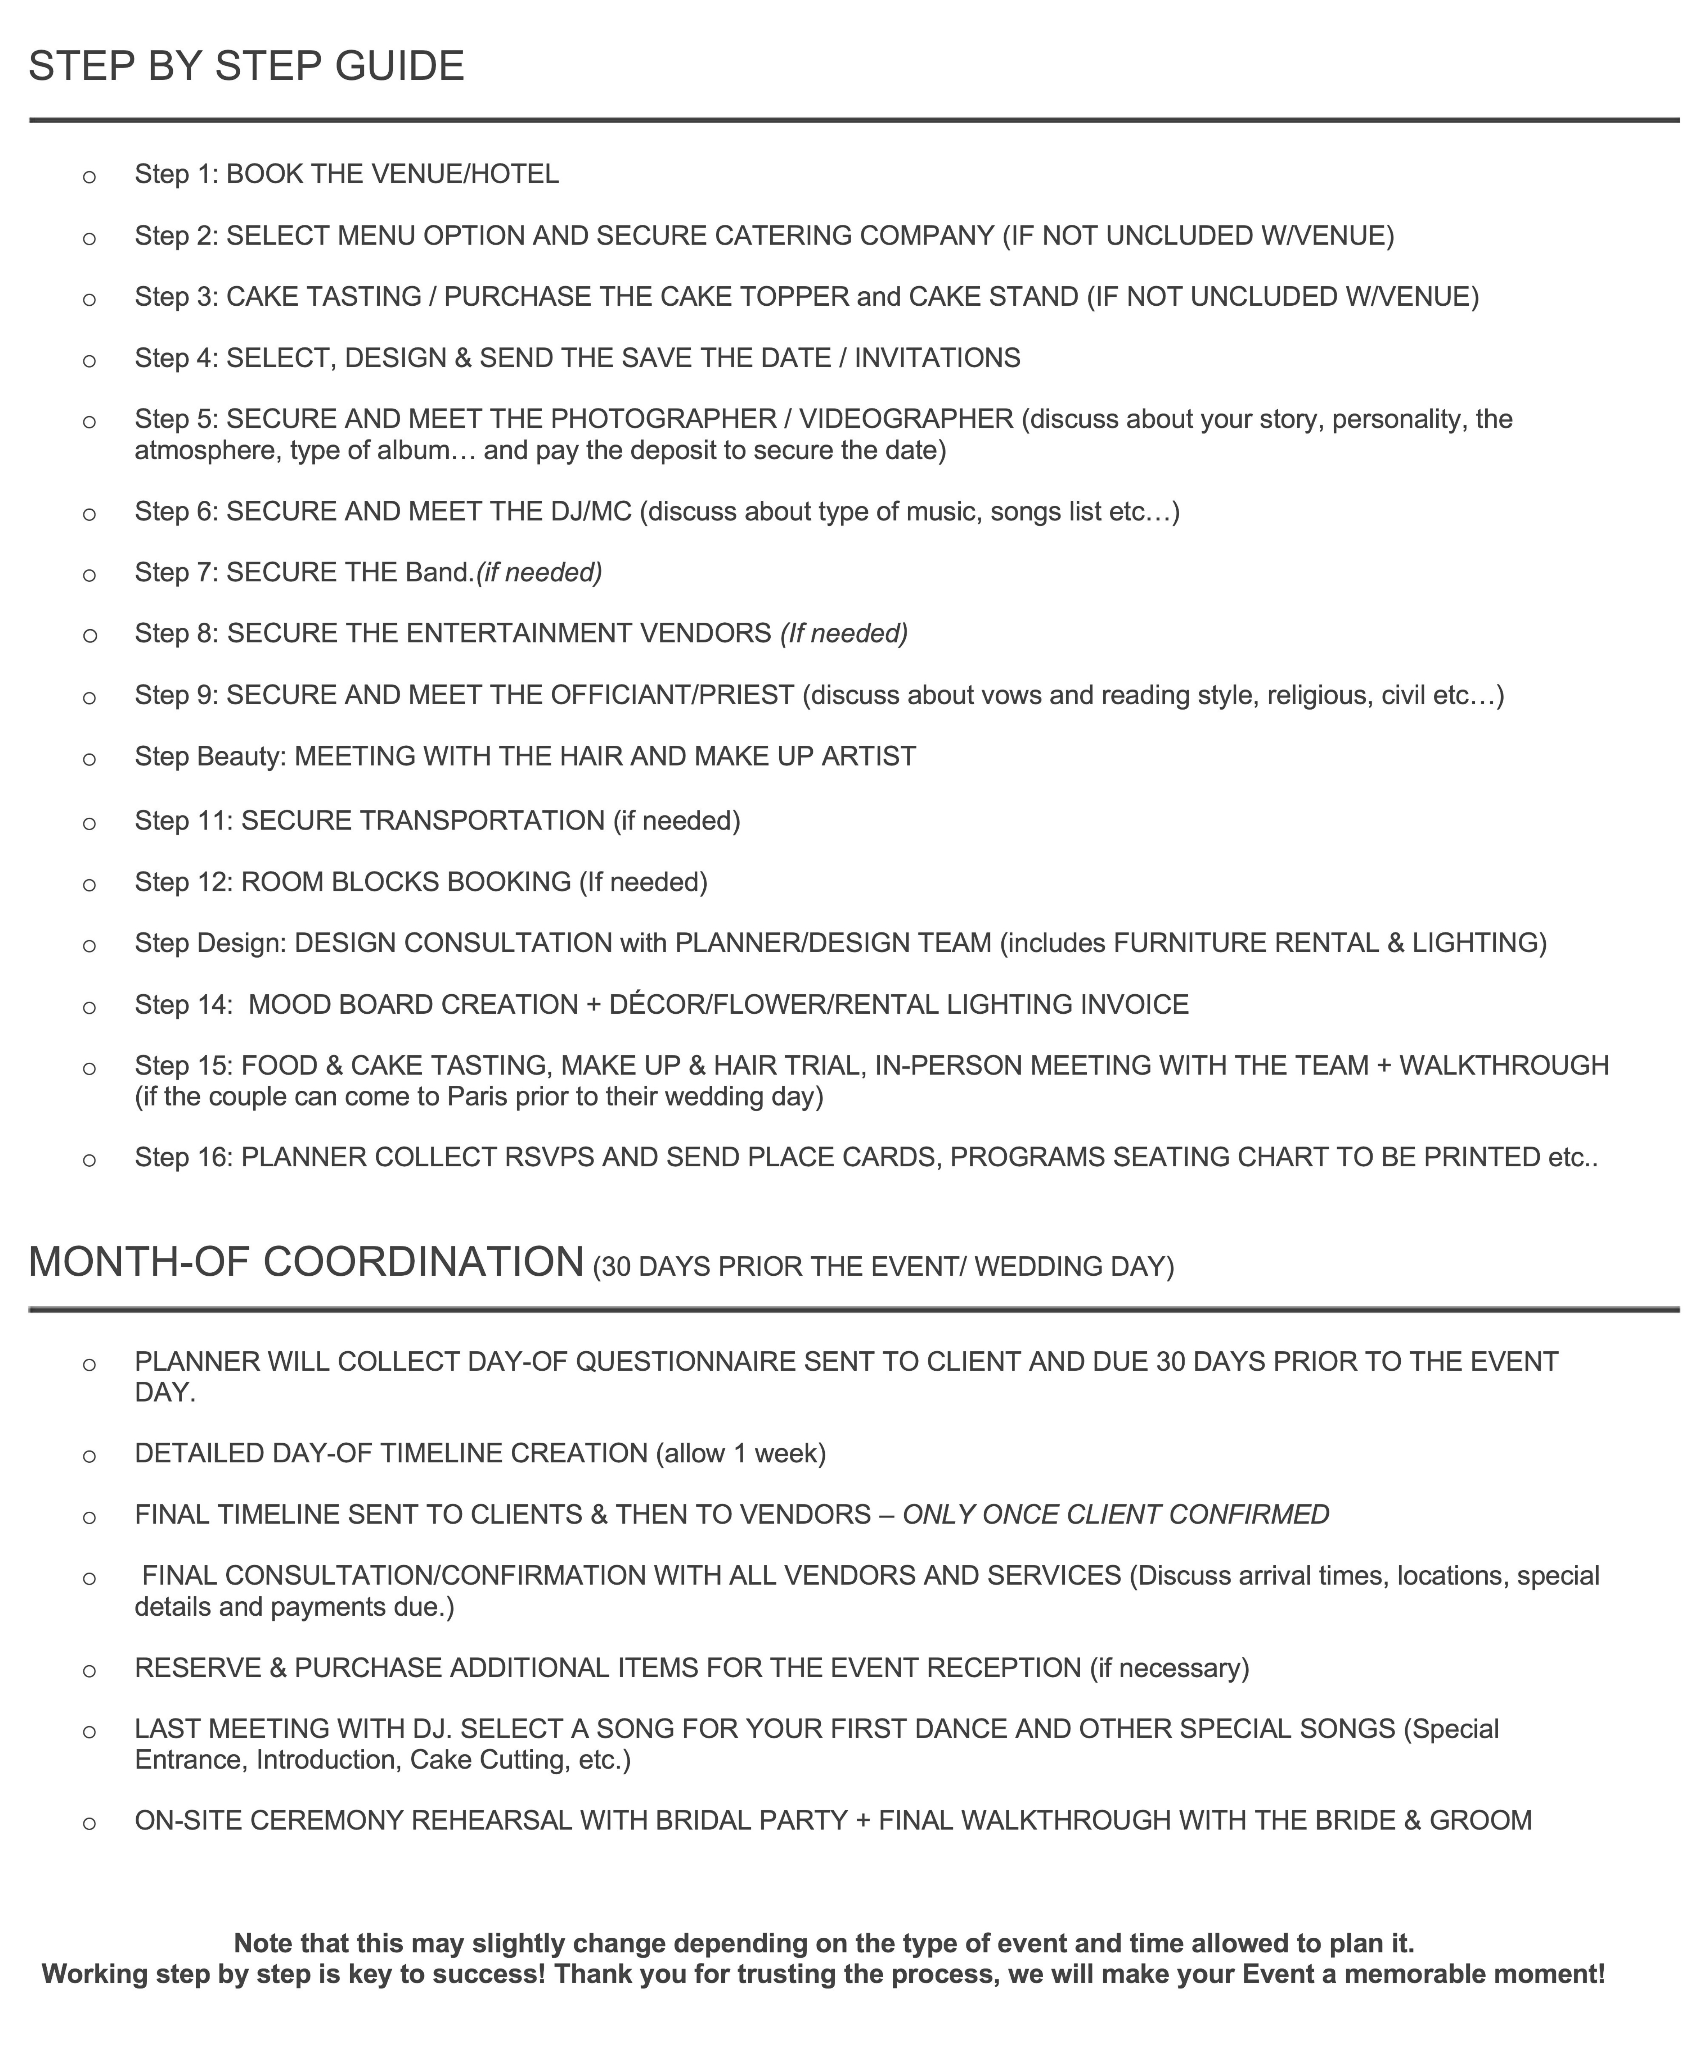 STEP BY STEP GUIDE
o Step 1: BOOK THE VENUE/HOTEL
o Step 2: SELECT MENU OPTION AND SECURE CATERING COMPANY (IF NOT UNCLUDED W/VENUE)
o Step 3: CAKE TASTING / PURCHASE THE CAKE TOPPER and CAKE STAND (IF NOT UNCLUDED W/VENUE)
o Step 4: SELECT, DESIGN & SEND THE SAVE THE DATE / INVITATIONS
o Step 5: SECURE AND MEET THE PHOTOGRAPHER / VIDEOGRAPHER (discuss about your story, personality, the
atmosphere, type of album… and pay the deposit to secure the date)
o Step 6: SECURE AND MEET THE DJ/MC (discuss about type of music, songs list etc…)
o Step 7: SECURE THE Band.(if needed)
o Step 8: SECURE THE ENTERTAINMENT VENDORS (If needed)
o Step 9: SECURE AND MEET THE OFFICIANT/PRIEST (discuss about vows and reading style, religious, civil etc…)
o Step Beauty: MEETING WITH THE HAIR AND MAKE UP ARTIST
o Step 11: SECURE TRANSPORTATION (if needed)
o Step 12: ROOM BLOCKS BOOKING (If needed)
o Step Design: DESIGN CONSULTATION with PLANNER/DESIGN TEAM (includes FURNITURE RENTAL & LIGHTING)
o Step 14:  MOOD BOARD CREATION + DÉCOR/FLOWER/RENTAL LIGHTING INVOICE
o Step 15: FOOD & CAKE TASTING, MAKE UP & HAIR TRIAL, IN-PERSON MEETING WITH THE TEAM + WALKTHROUGH
(if the couple can come to Paris prior to their wedding day)
o Step 16: PLANNER COLLECT RSVPS AND SEND PLACE CARDS, PROGRAMS SEATING CHART TO BE PRINTED etc..
MONTH-OF COORDINATION (30 DAYS PRIOR THE EVENT/ WEDDING DAY)
o PLANNER WILL COLLECT DAY-OF QUESTIONNAIRE SENT TO CLIENT AND DUE 30 DAYS PRIOR TO THE EVENT
DAY.
o DETAILED DAY-OF TIMELINE CREATION (allow 1 week)
o FINAL TIMELINE SENT TO CLIENTS & THEN TO VENDORS – ONLY ONCE CLIENT CONFIRMED
o FINAL CONSULTATION/CONFIRMATION WITH ALL VENDORS AND SERVICES (Discuss arrival times, locations, special
details and payments due.)
o RESERVE & PURCHASE ADDITIONAL ITEMS FOR THE EVENT RECEPTION (if necessary)
o LAST MEETING WITH DJ. SELECT A SONG FOR YOUR FIRST DANCE AND OTHER SPECIAL SONGS (Special
Entrance, Introduction, Cake Cutting, etc.)
o ON-SITE CEREMONY REHEARSAL WITH BRIDAL PARTY + FINAL WALKTHROUGH WITH THE BRIDE & GROOM
Note that this may slightly change depending on the type of event and time allowed to plan it.
Working step by step is key to success! Thank you for trusting the process, we will make your Event a memorable moment!